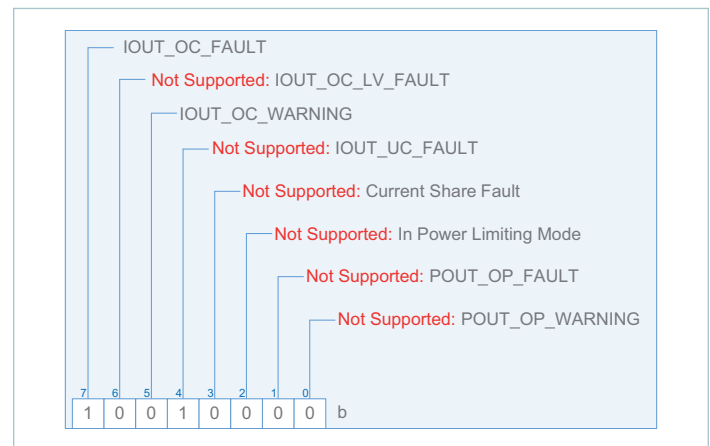 IOUT_OC_FAULT
Not Supported: IOUT_OC_LV_FAULT
IOUT_OC_WARNING
Not Supported: IOUT_UC_FAULT
Not Supported: Current Share Fault
Not Supported: In Power Limiting Mode
Not Supported: POUT_OP_FAULT
Not Supported: POUT_OP_WARNING
7 6 5 4 3 2 1 0
1 0 0 1 0 0 0 0 b